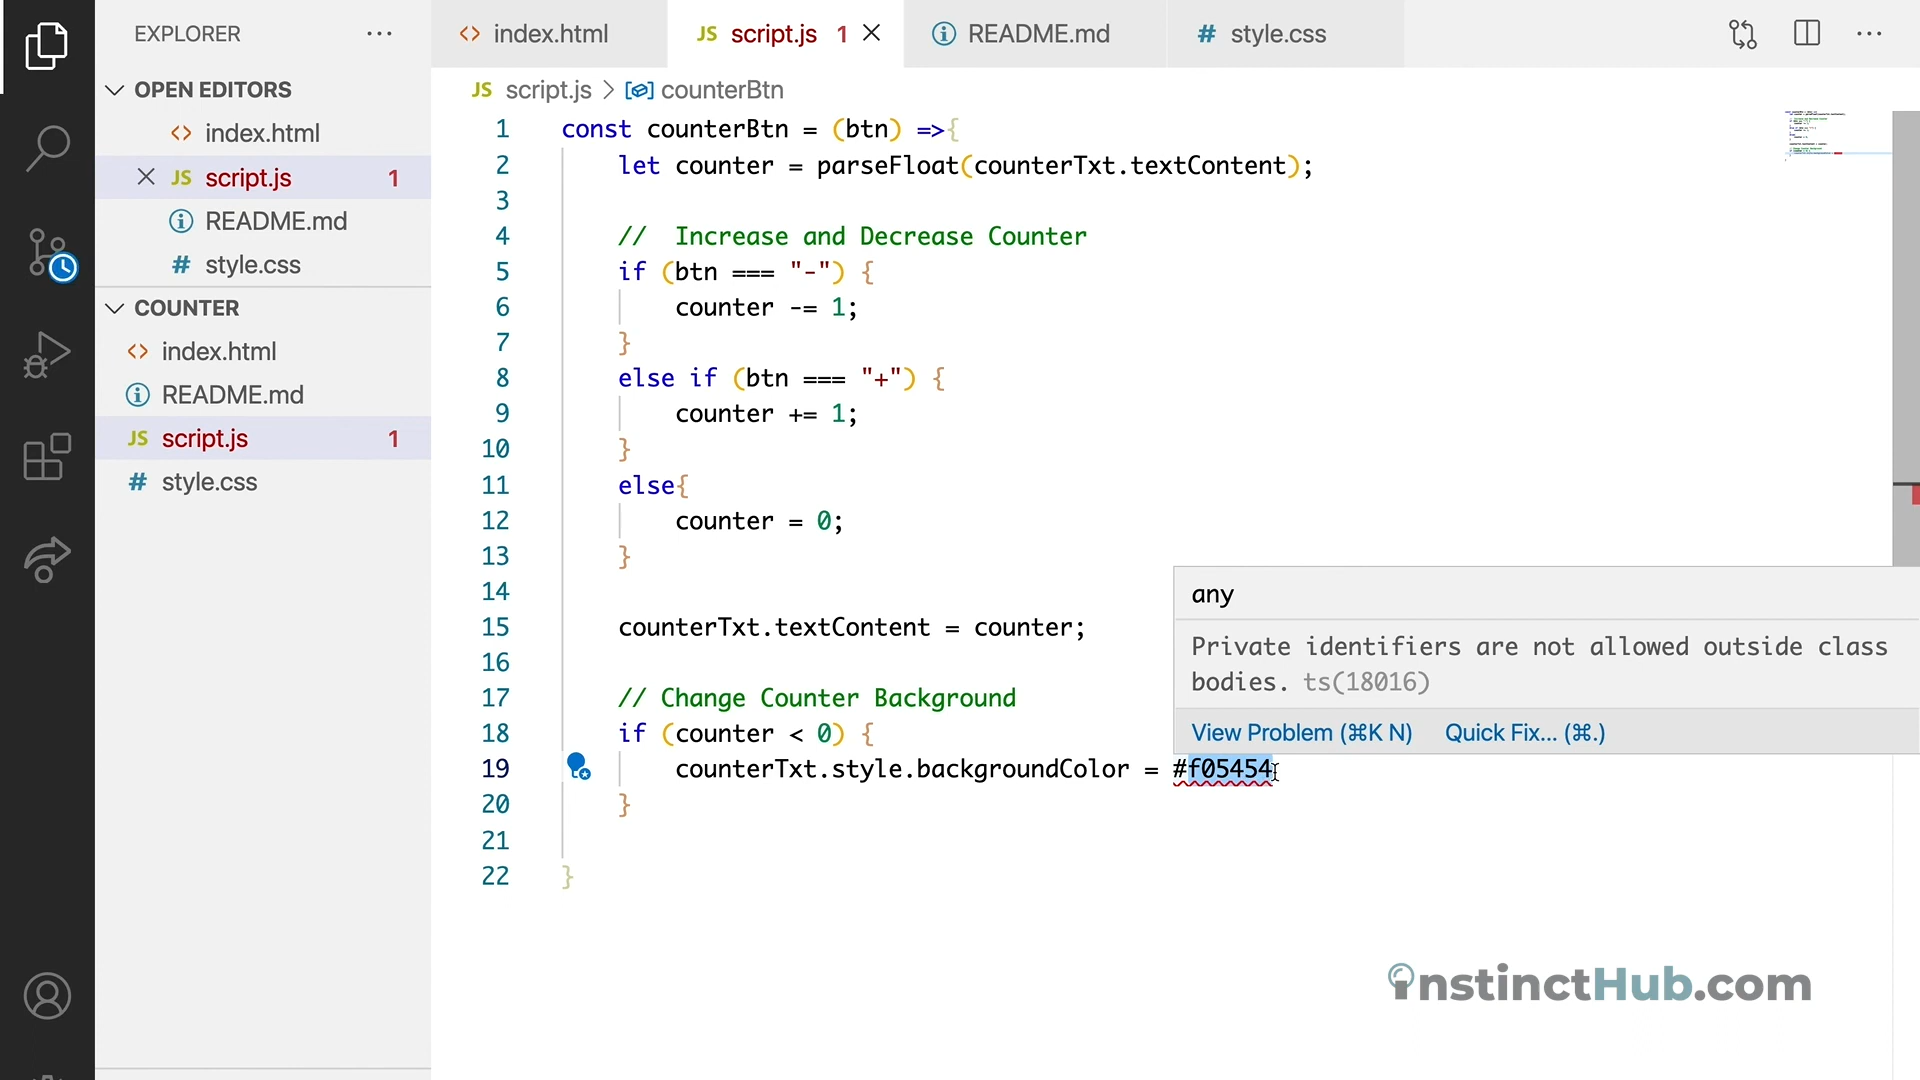 EXPLORER
index.html
JS script.js 1
README.md
# style.css
OPEN EDITORS
index.html
JS script.js 1
README.md
# style.css
COUNTER
index.html
README.md
JS script.js 1
# style.css
JS script.js > counterBtn
1 const counterBtn = (btn) =>{
2 let counter = parseFloat(counterTxt.textContent);
3
4 //  Increase and Decrease Counter
5 if (btn === "-") {
6 counter -= 1;
7 }
8 else if (btn === "+") {
9 counter += 1;
10 }
11 else{
12 counter = 0;
13 }
14
15 counterTxt.textContent = counter;
16
17 // Change Counter Background
18 if (counter < 0) {
19 counterTxt.style.backgroundColor = #f05454
20 }
21
22 }
any
Private identifiers are not allowed outside class
bodies. ts(18016)
View Problem (⌘K N) Quick Fix... (⌘.)
instinctHub.com